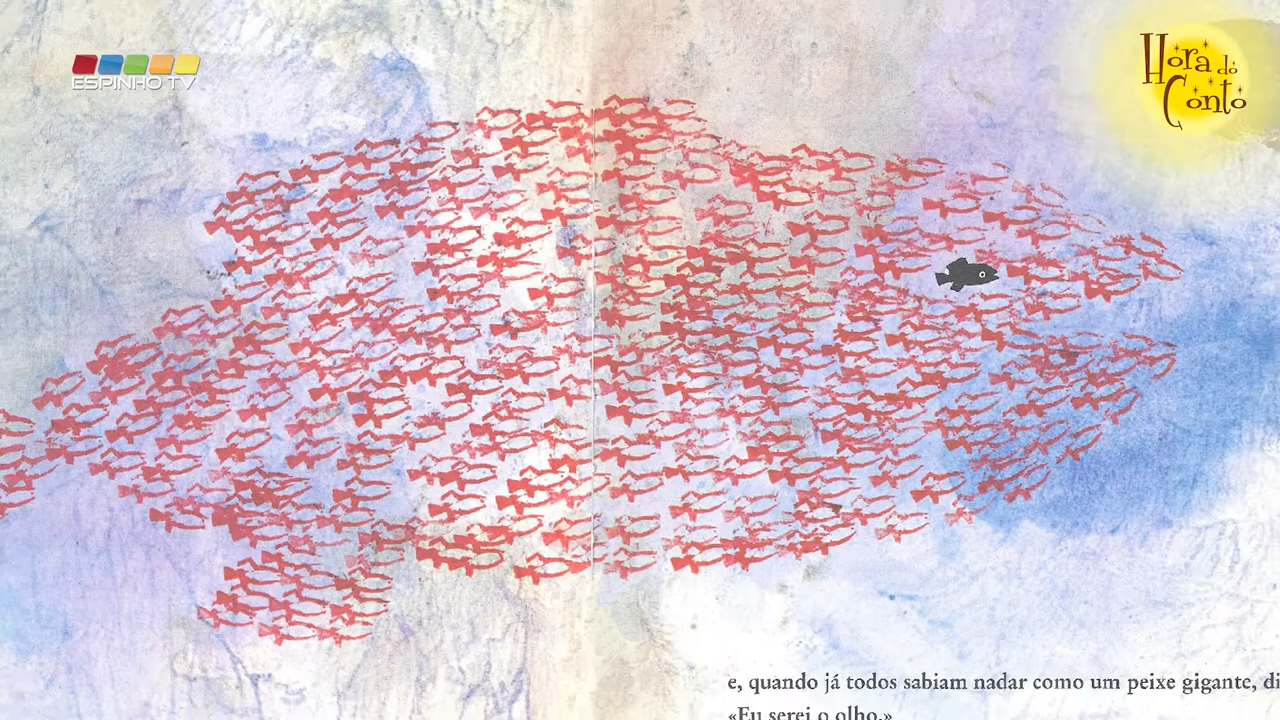 ESPINHO TV
Hora do
Conto
e, quando já todos sabiam nadar como um peixe gigante, di
«Eu serei o olho.»